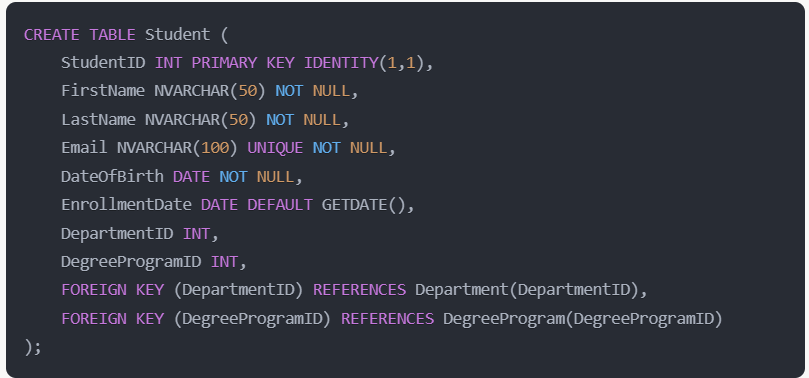 CREATE TABLE Student (
    StudentID INT PRIMARY KEY IDENTITY(1,1),
    FirstName NVARCHAR(50) NOT NULL,
    LastName NVARCHAR(50) NOT NULL,
    Email NVARCHAR(100) UNIQUE NOT NULL,
    DateOfBirth DATE NOT NULL,
    EnrollmentDate DATE DEFAULT GETDATE(),
    DepartmentID INT,
    DegreeProgramID INT,
    FOREIGN KEY (DepartmentID) REFERENCES Department(DepartmentID),
    FOREIGN KEY (DegreeProgramID) REFERENCES DegreeProgram(DegreeProgramID)
);